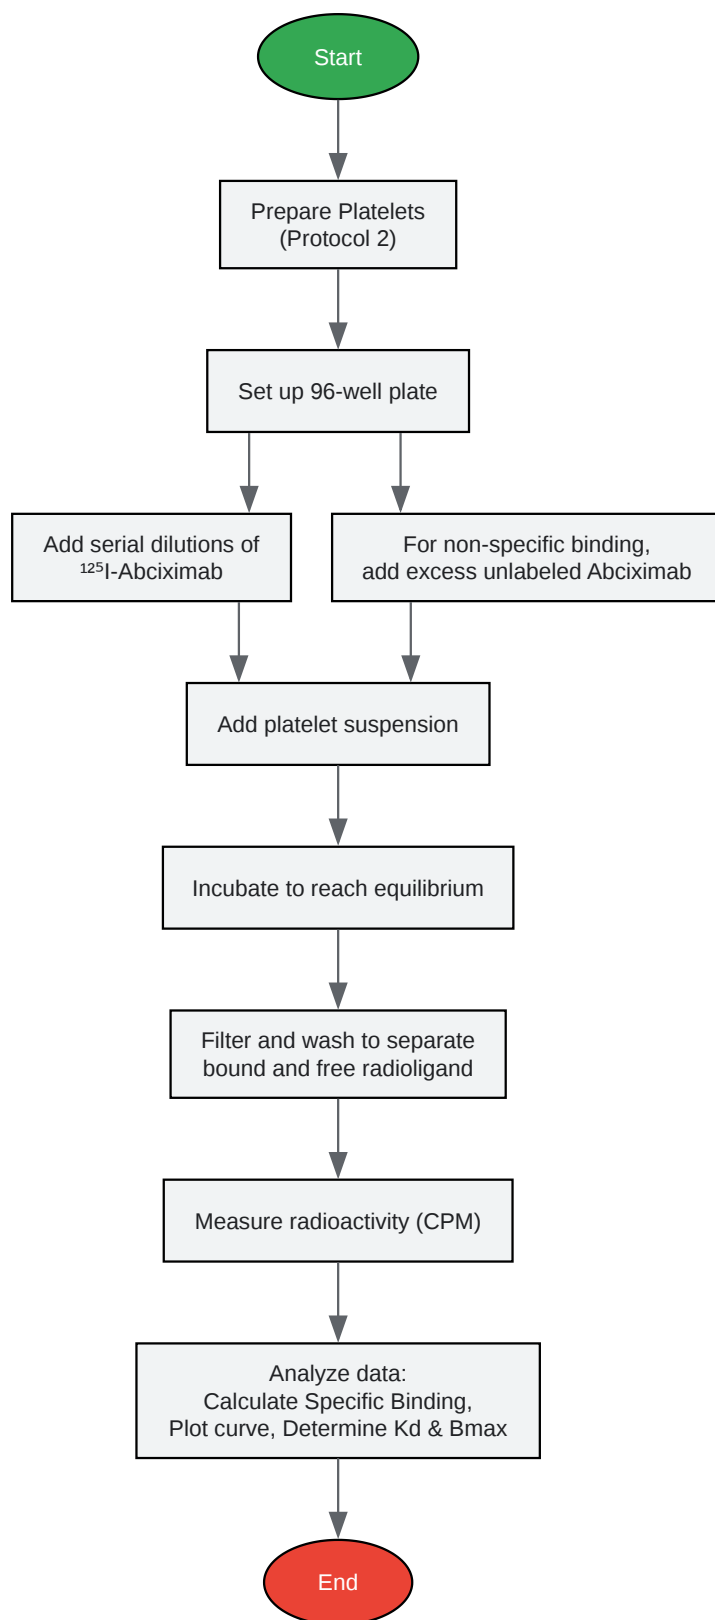 Start
Prepare Platelets
(Protocol 2)
Set up 96-well plate
Add serial dilutions of
¹²⁵I-Abciximab
For non-specific binding,
add excess unlabeled Abciximab
Add platelet suspension
Incubate to reach equilibrium
Filter and wash to separate
bound and free radioligand
Measure radioactivity (CPM)
Analyze data:
Calculate Specific Binding,
Plot curve, Determine Kd & Bmax
End